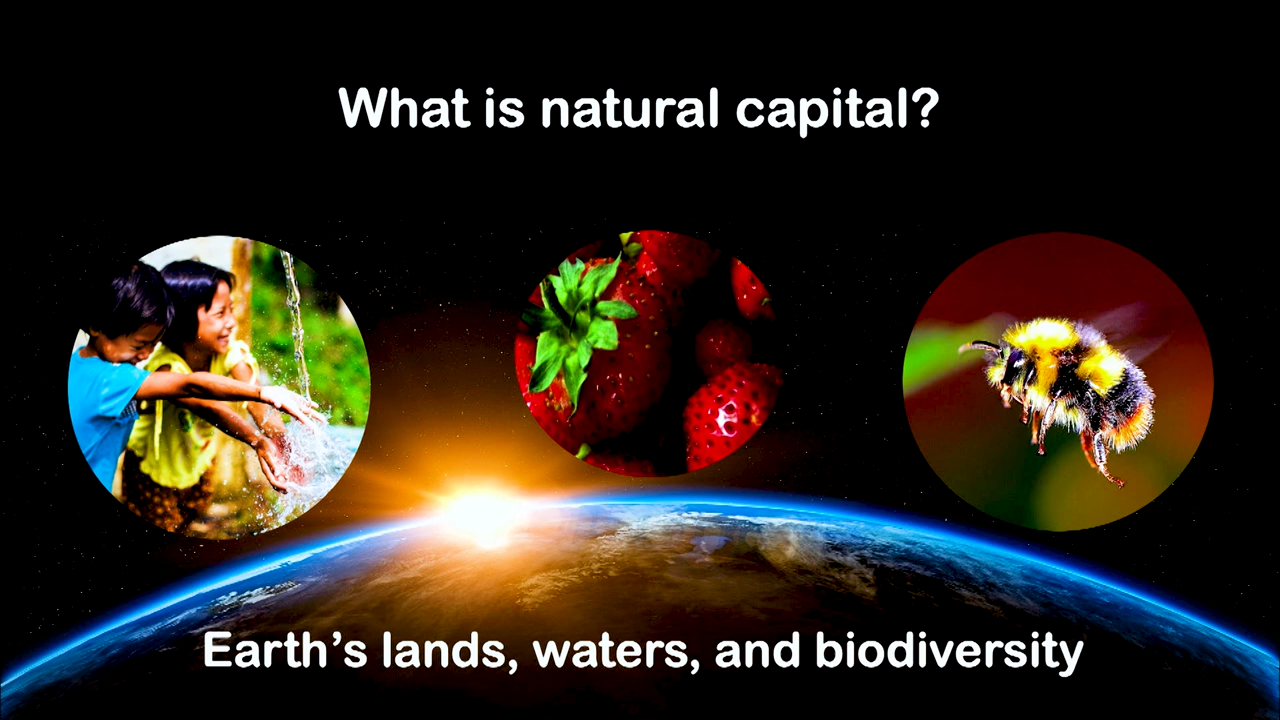 What is natural capital?
Earth’s lands, waters, and biodiversity